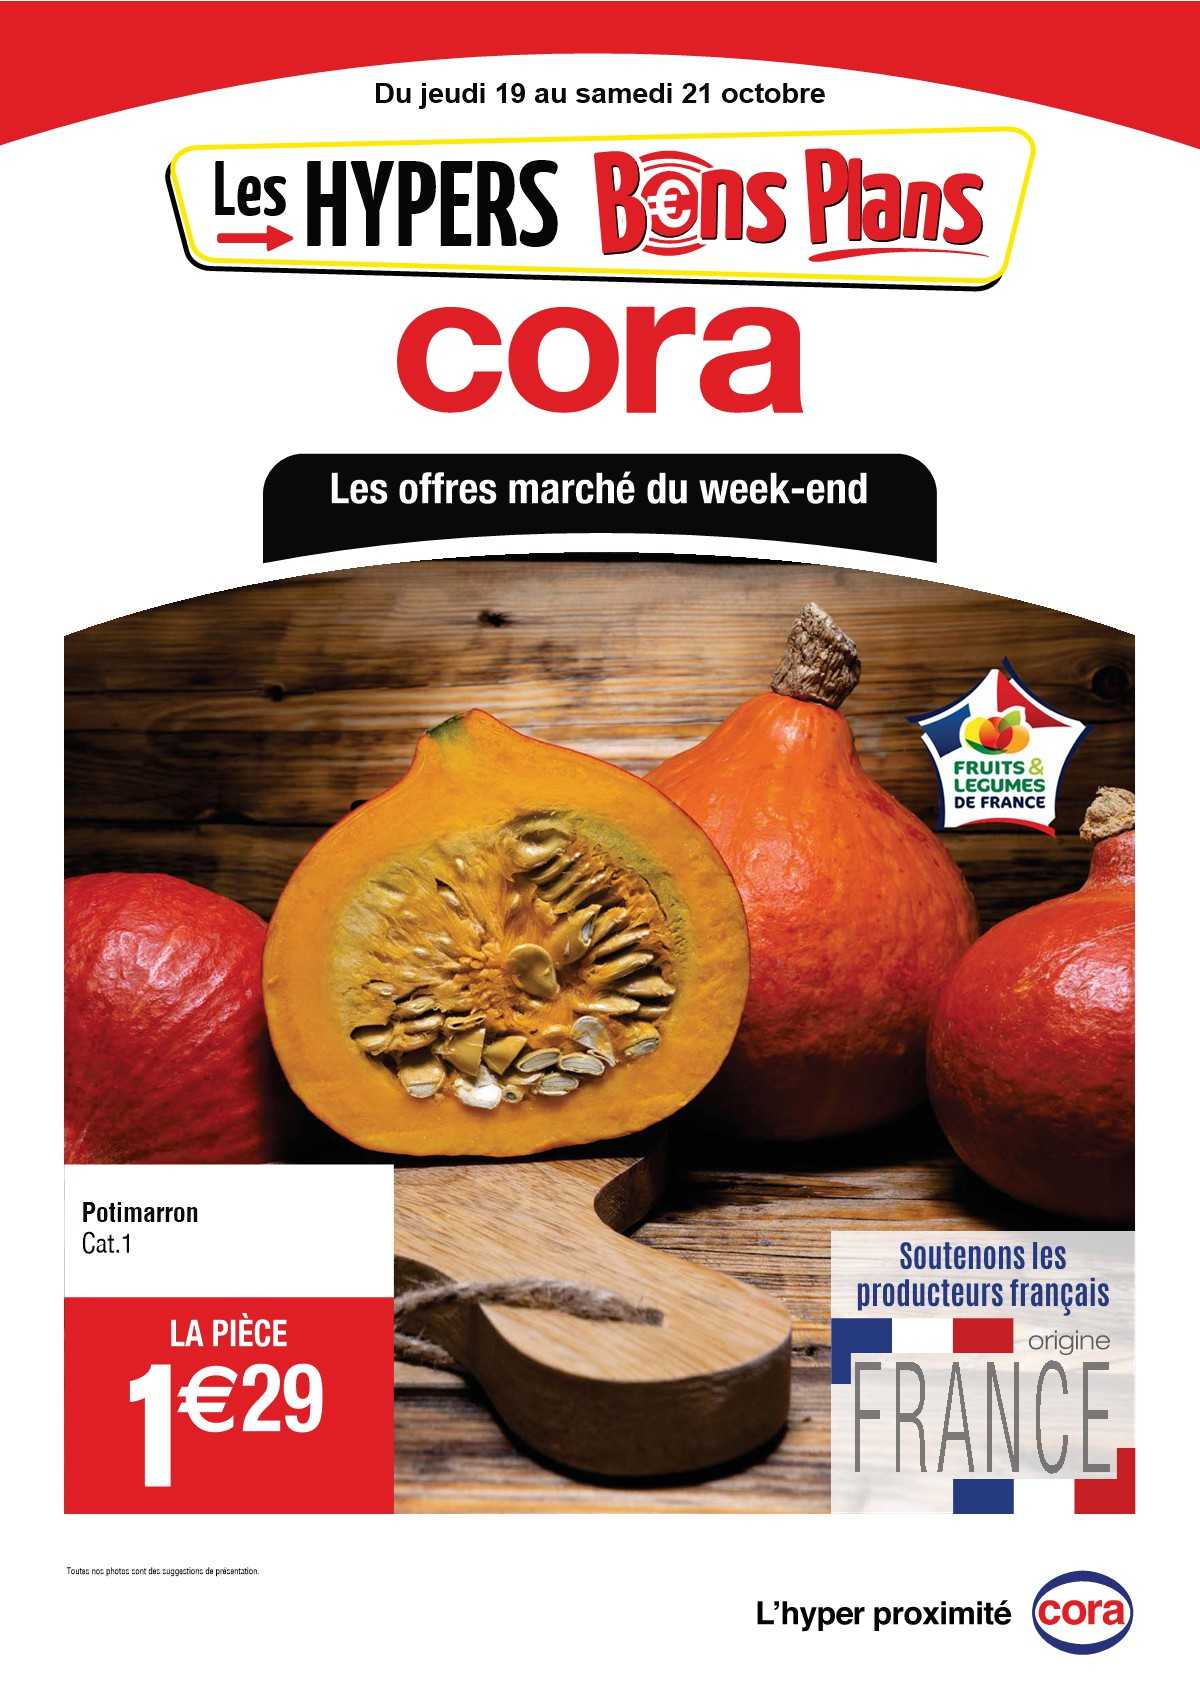 Du jeudi 19 au samedi 21 octobre
Les HYPERS Bons Plans
cora
Les offres marché du week-end
FRUITS &
LEGUMES
DE FRANCE
Potimarron
Cat.1
LA PIÈCE
1€29
Soutenons les
producteurs français
origine
FRANCE
Toutes nos photos sont des suggestions de présentation.
L'hyper proximité cora